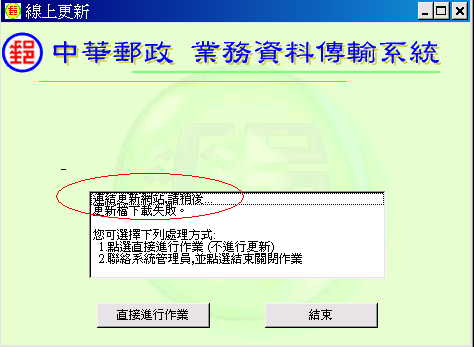 線上更新
郵 中華郵政 業務資料傳輸系統
連結更新網站,請稍後...
更新檔下載失敗。
您可選擇下列處理方式:
1.點選直接進行作業 (不進行更新)
2.聯絡系統管理員,並點選結束關閉作業
直接進行作業 結束